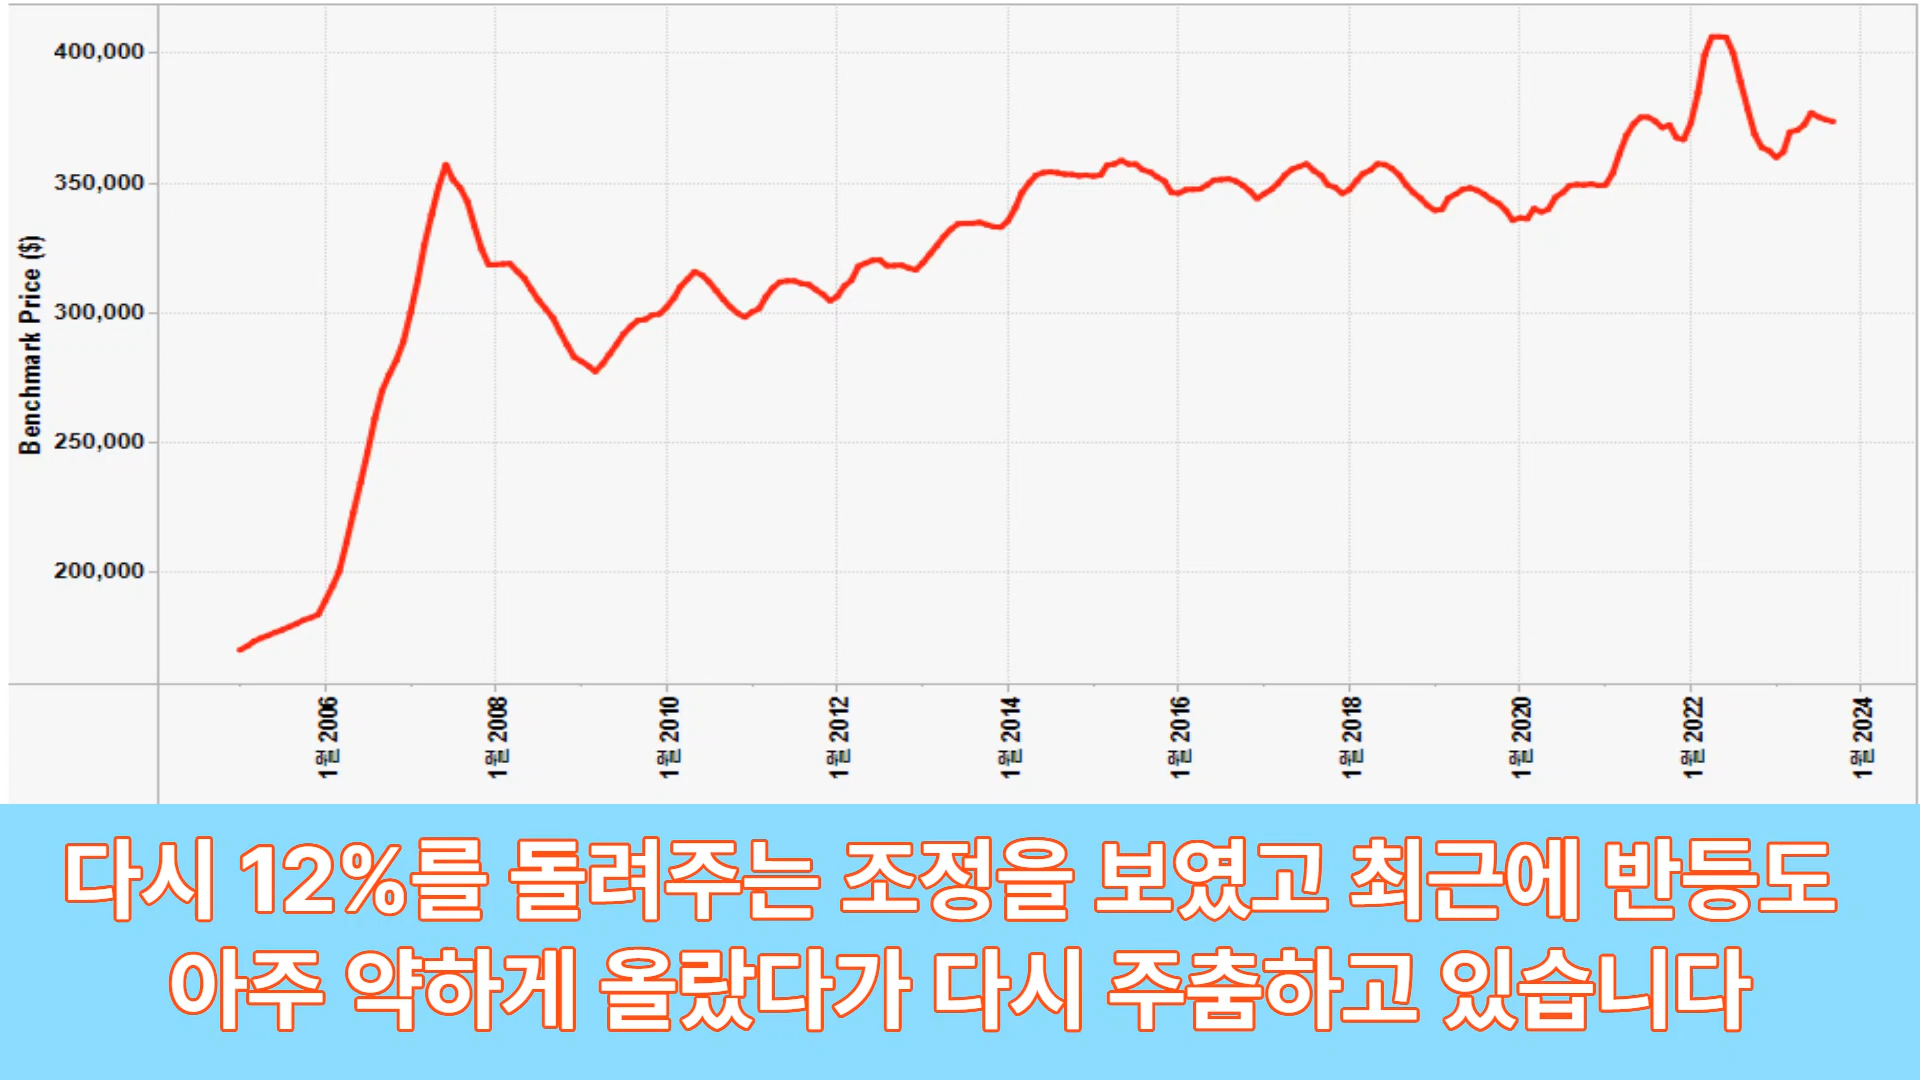 400,000
350,000
300,000
250,000
200,000
Benchmark Price ($)
1월 2006
1월 2008
1월 2010
1월 2012
1월 2014
1월 2016
1월 2018
1월 2020
1월 2022
1월 2024
다시 12%를 돌려주는 조정을 보였고 최근에 반등도
아주 약하게 올랐다가 다시 주춤하고 있습니다